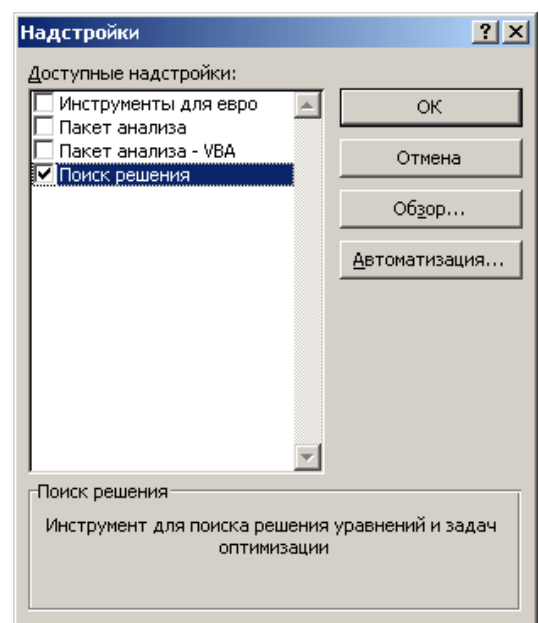 Надстройки
Доступные надстройки:
Инструменты для евро
Пакет анализа
Пакет анализа - VBA
Поиск решения
ОК
Отмена
Обзор...
Автоматизация...
Поиск решения
Инструмент для поиска решения уравнений и задач
оптимизации